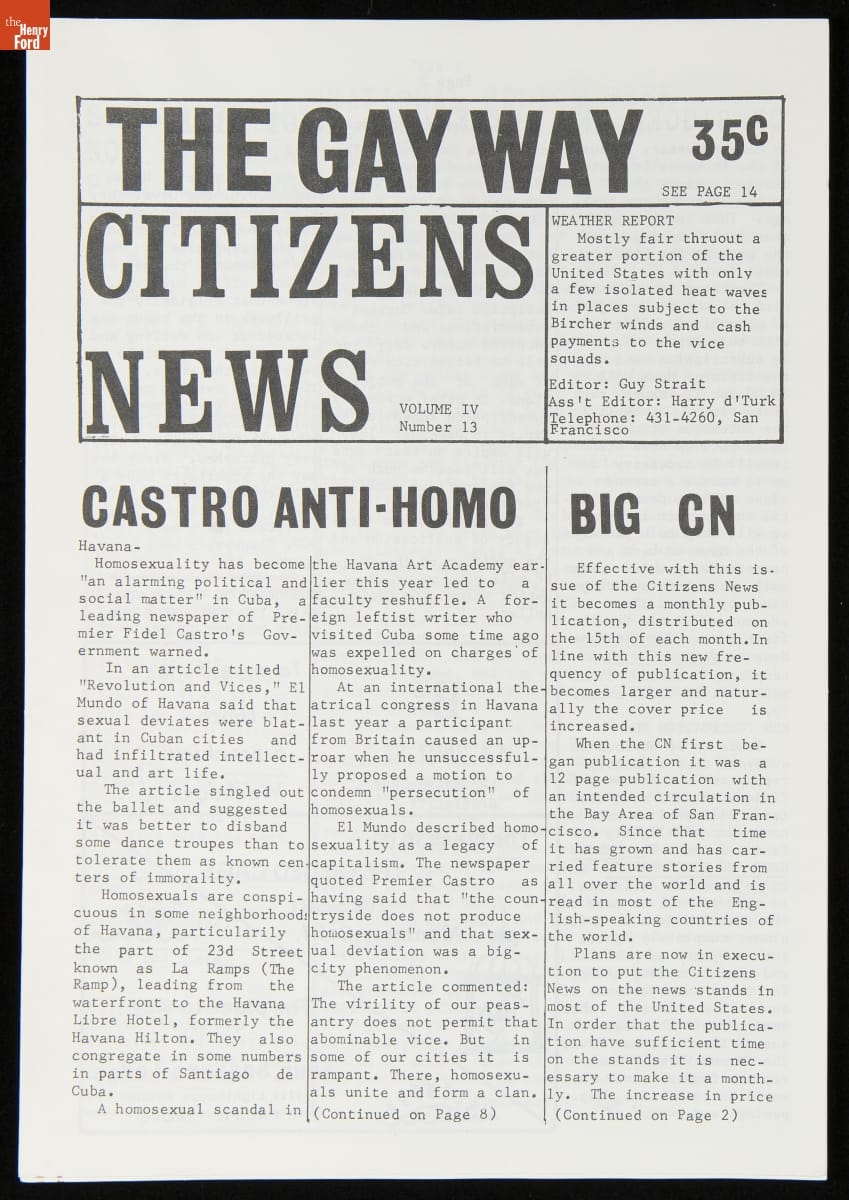 the
Henry
Ford
THE GAY WAY
35¢
SEE PAGE 14
CITIZENS
NEWS
VOLUME IV
Number 13
WEATHER REPORT
Mostly fair thruout a
greater portion of the
United States with only
a few isolated heat waves
in places subject to the
Bircher winds and cash
payments to the vice
squads.
Editor: Guy Strait
Ass't Editor: Harry d'Turk
Telephone: 431-4260, San
Francisco
CASTRO ANTI-HOMO
Havana-
Homosexuality has become
"an alarming political and
social matter" in Cuba, a
leading newspaper of Pre-
mier Fidel Castro's Gov-
ernment warned.
In an article titled
"Revolution and Vices," El
Mundo of Havana said that
sexual deviates were blat-
ant in Cuban cities and
had infiltrated intellect-
ual and art life.
The article singled out
the ballet and suggested
it was better to disband
some dance troupes than to
tolerate them as known cen-
ters of immorality.
Homosexuals are conspi-
cuous in some neighborhoods
of Havana, particularily
the part of 23d Street
known as La Ramps (The
Ramp), leading from the
waterfront to the Havana
Libre Hotel, formerly the
Havana Hilton. They also
congregate in some numbers
in parts of Santiago de
Cuba.
A homosexual scandal in
the Havana Art Academy ear-
lier this year led to a
faculty reshuffle. A for-
eign leftist writer who
visited Cuba some time ago
was expelled on charges of
homosexuality.
At an international the-
atrical congress in Havana
last year a participant
from Britain caused an up-
roar when he unsuccessful-
ly proposed a motion to
condemn "persecution" of
homosexuals.
El Mundo described homo-
sexuality as a legacy of
capitalism. The newspaper
quoted Premier Castro as
having said that "the coun-
tryside does not produce
homosexuals" and that sex-
ual deviation was a big-
city phenomenon.
The article commented:
The virility of our peas-
antry does not permit that
abominable vice. But in
some of our cities it is
rampant. There, homosexu-
als unite and form a clan.
(Continued on Page 8)
BIG CN
Effective with this is-
sue of the Citizens News
it becomes a monthly pub-
lication, distributed on
the 15th of each month.In
line with this new fre-
quency of publication, it
becomes larger and natur-
ally the cover price is
increased.
When the CN first be-
gan publication it was a
12 page publication with
an intended circulation in
the Bay Area of San Fran-
cisco. Since that time
it has grown and has car-
ried feature stories from
all over the world and is
read in most of the Eng-
lish-speaking countries of
the world.
Plans are now in execu-
tion to put the Citizens
News on the news stands in
most of the United States.
In order that the publica-
tion have sufficient time
on the stands it is nec-
essary to make it a month-
ly. The increase in price
(Continued on Page 2)